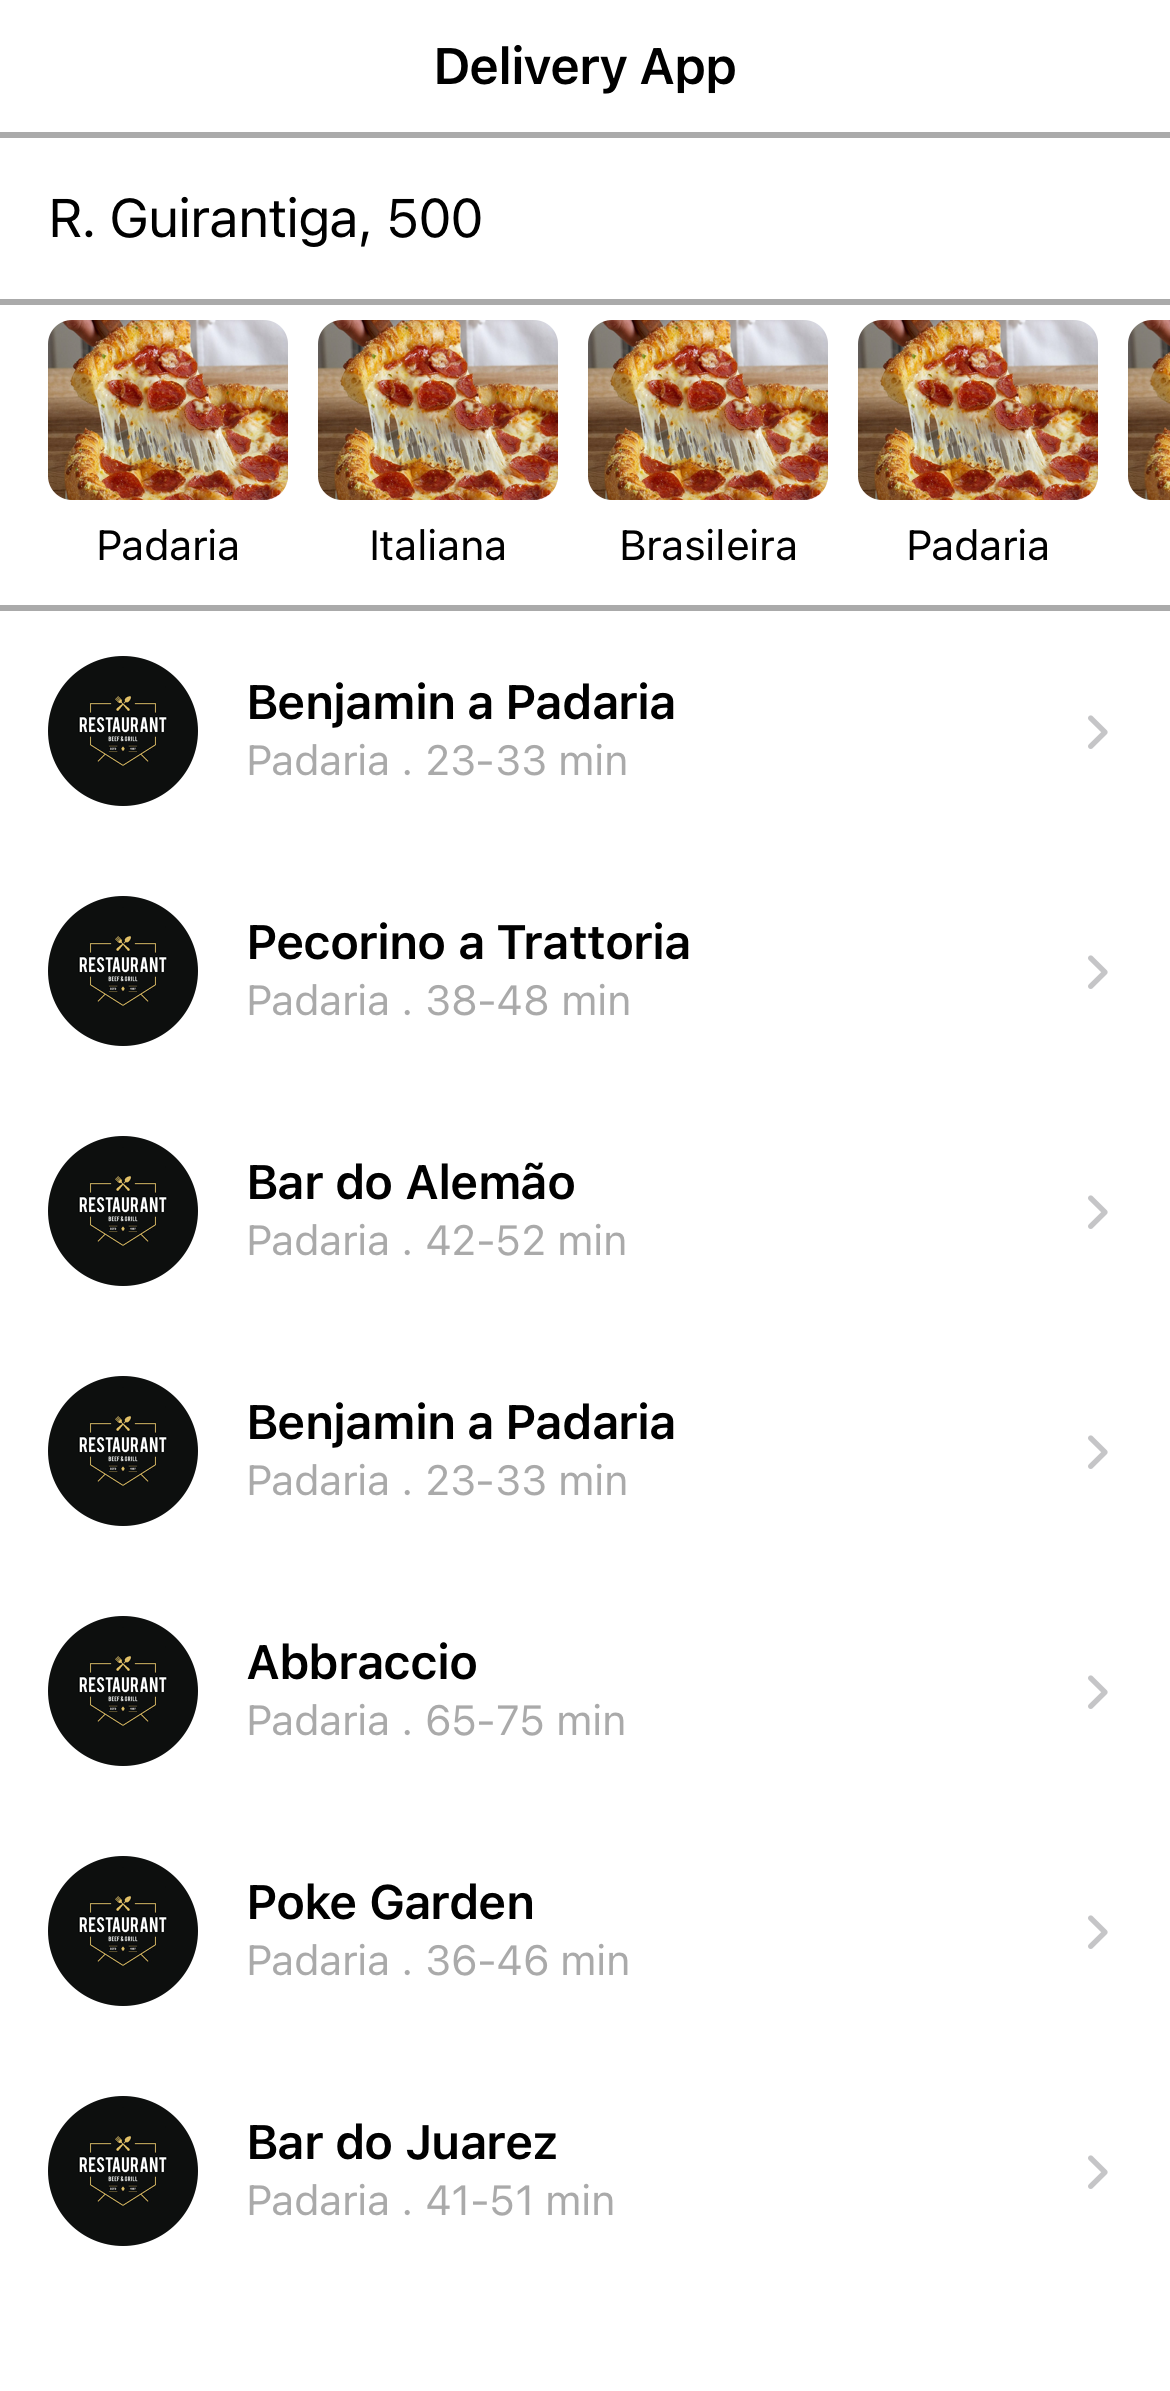 Delivery App
R. Guirantiga, 500
Padaria
Italiana
Brasileira
Padaria
RESTAURANT
BEEF & GRILL
Benjamin a Padaria
Padaria . 23-33 min
RESTAURANT
BEEF & GRILL
Pecorino a Trattoria
Padaria . 38-48 min
RESTAURANT
BEEF & GRILL
Bar do Alemão
Padaria . 42-52 min
RESTAURANT
BEEF & GRILL
Benjamin a Padaria
Padaria . 23-33 min
RESTAURANT
BEEF & GRILL
Abbraccio
Padaria . 65-75 min
RESTAURANT
BEEF & GRILL
Poke Garden
Padaria . 36-46 min
RESTAURANT
BEEF & GRILL
Bar do Juarez
Padaria . 41-51 min